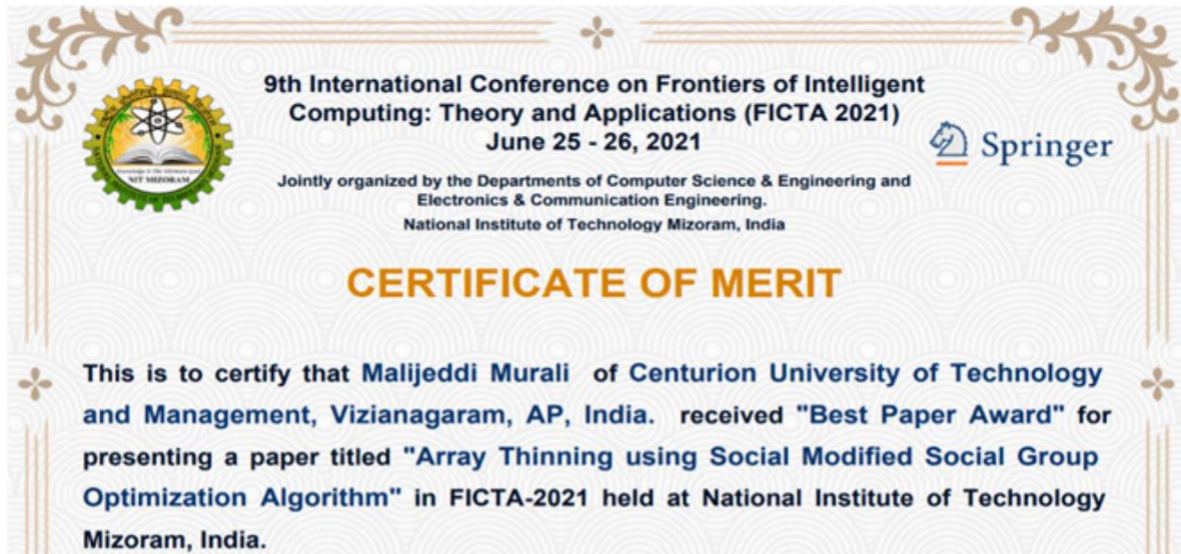 9th International Conference on Frontiers of Intelligent
Computing: Theory and Applications (FICTA 2021)
June 25 - 26, 2021
Springer
Jointly organized by the Departments of Computer Science & Engineering and
Electronics & Communication Engineering.
National Institute of Technology Mizoram, India
NIT MIZORAM
CERTIFICATE OF MERIT
This is to certify that Malijeddi Murali of Centurion University of Technology
and Management, Vizianagaram, AP, India. received "Best Paper Award" for
presenting a paper titled "Array Thinning using Social Modified Social Group
Optimization Algorithm" in FICTA-2021 held at National Institute of Technology
Mizoram, India.